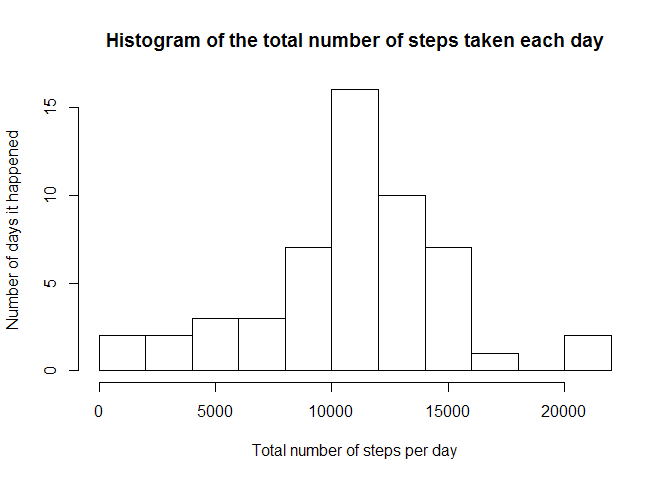 Histogram of the total number of steps taken each day
Number of days it happened
15
10
5
0
0 5000 10000 15000 20000
Total number of steps per day